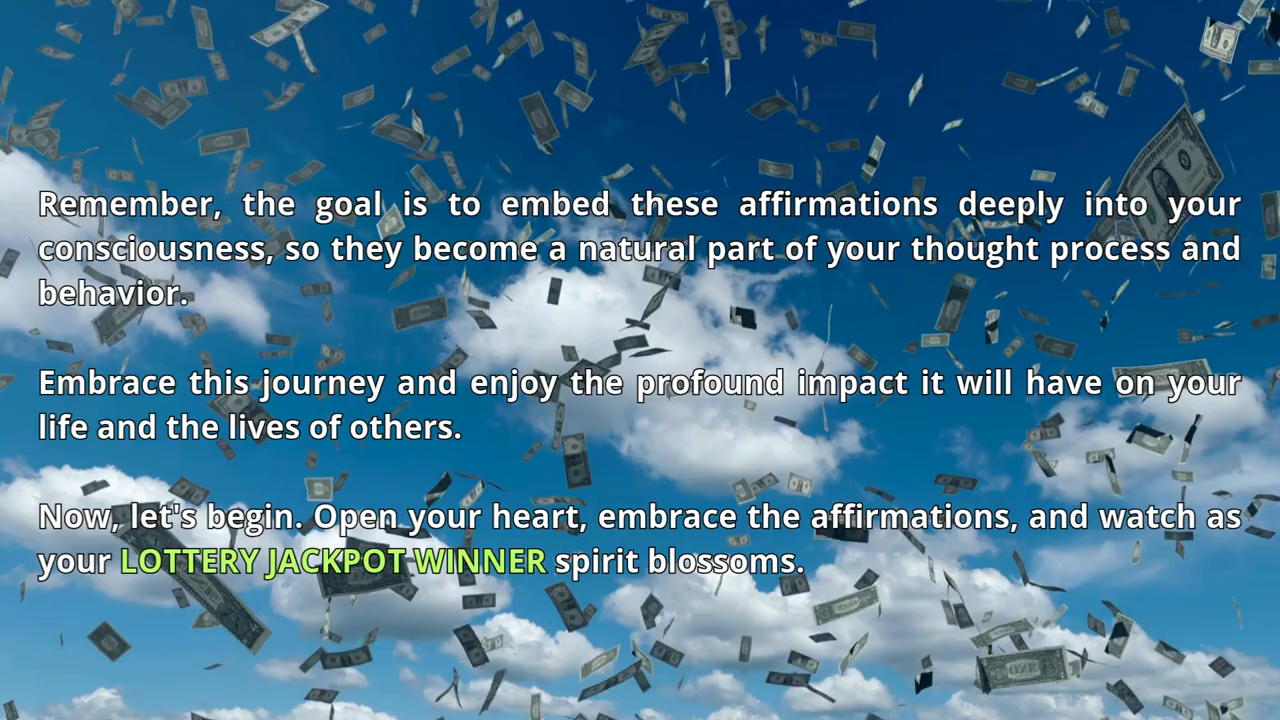 Remember, the goal is to embed these affirmations deeply into your
consciousness, so they become a natural part of your thought process and
behavior.
Embrace this journey and enjoy the profound impact it will have on your
life and the lives of others.
Now, let's begin. Open your heart, embrace the affirmations, and watch as
your LOTTERY JACKPOT WINNER spirit blossoms.